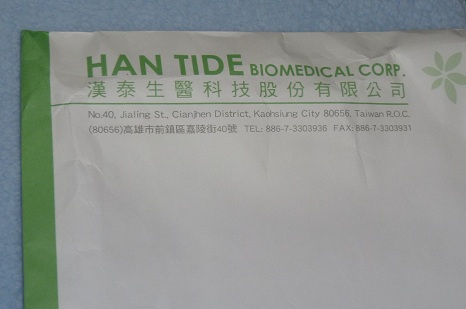 HAN TIDE BIOMEDICAL CORP.
漢泰生醫科技股份有限公司
No.40, Jialing St., Cianjhen District, Kaohsiung City 80656, Taiwan R.O.C.
(80656)高雄市前鎮區嘉陵街40號 TEL: 886-7-3303936 FAX: 886-7-3303931